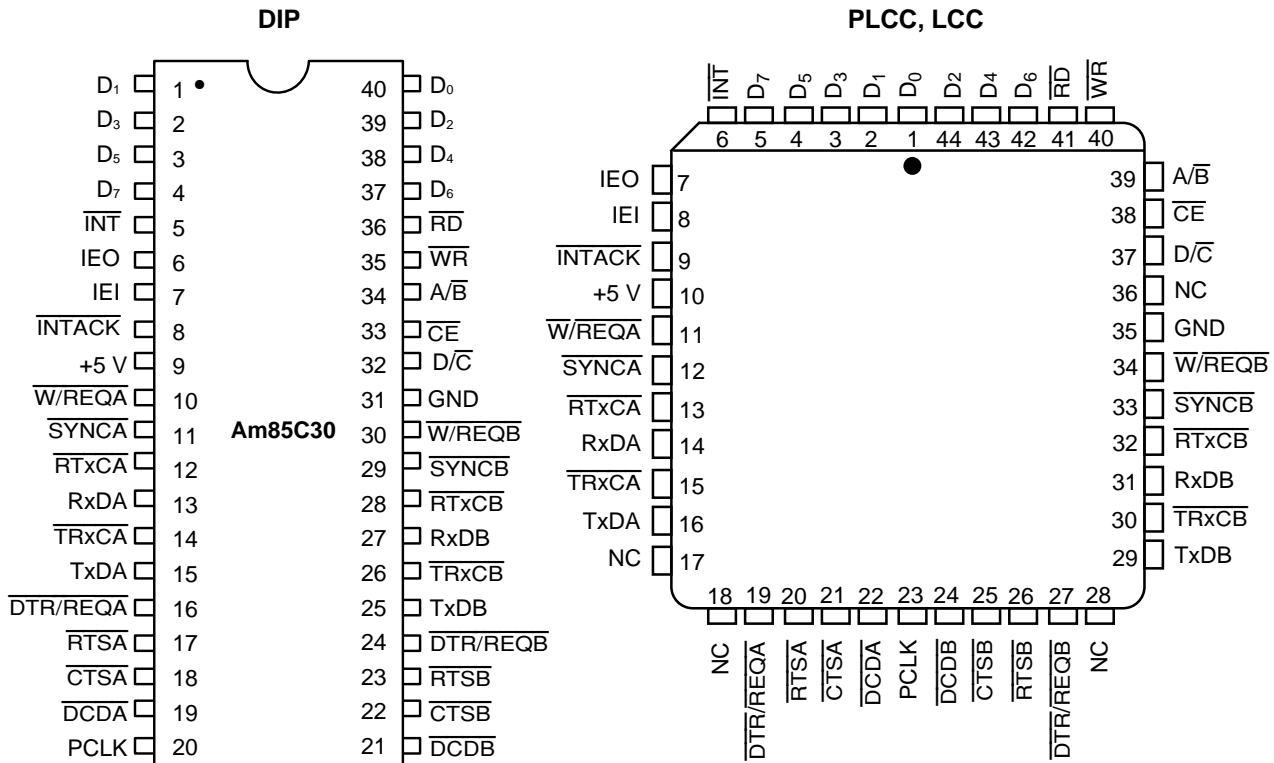 DIP
D₁ 1 40 D₀
D₃ 2 39 D₂
D₅ 3 38 D₄
D₇ 4 37 D₆
INT 5 36 RD
IEO 6 35 WR
IEI 7 34 A/B
INTACK 8 33 CE
+5 V 9 32 D/C
W/REQA 10 31 GND
SYNCA 11 Am85C30 30 W/REQB
RTxCA 12 29 SYNCB
RxDA 13 28 RTxCB
TRxCA 14 27 RxDB
TxDA 15 26 TRxCB
DTR/REQA 16 25 TxDB
RTSA 17 24 DTR/REQB
CTSA 18 23 RTSB
DCDA 19 22 CTSB
PCLK 20 21 DCDB
PLCC, LCC
INT D₇ D₅ D₃ D₁ D₀ D₂ D₄ D₆ RD WR
6 5 4 3 2 1 44 43 42 41 40
IEO 7 39 A/B
IEI 8 38 CE
INTACK 9 37 D/C
+5 V 10 36 NC
W/REQA 11 35 GND
SYNCA 12 34 W/REQB
RTxCA 13 33 SYNCB
RxDA 14 32 RTxCB
TRxCA 15 31 RxDB
TxDA 16 30 TRxCB
NC 17 29 TxDB
18 19 20 21 22 23 24 25 26 27 28
NC DTR/REQA RTSA CTSA DCDA PCLK DCDB CTSB RTSB DTR/REQB NC